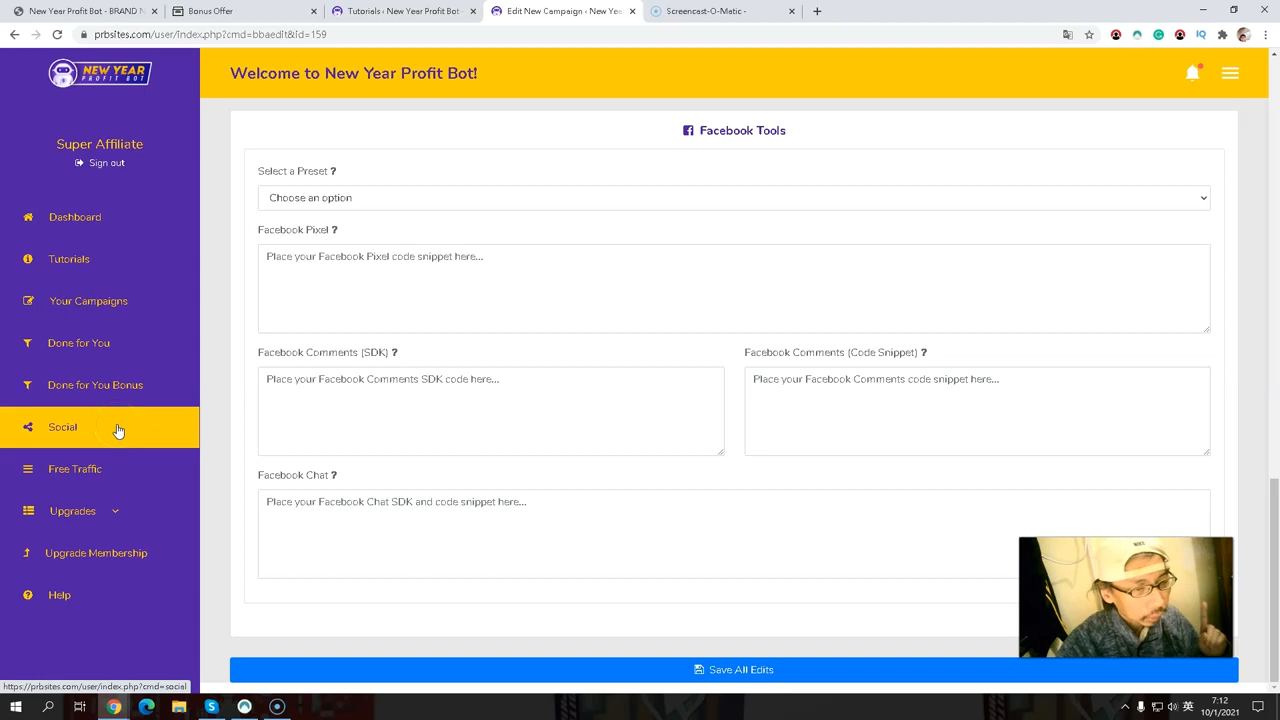 New Year Profit Bot - BRAND N
Bonus Offer
Tutorials ‹ New Year Profit Bot -
Edit New Campaign ‹ New Yea
Screencast-O-Matic -
prbsites.com/user/index.php?cmd=bbaedit&id=159
IQ
NEW YEAR
PROFIT BOT
Welcome to New Year Profit Bot!
Super Affiliate
Sign out
Dashboard
Tutorials
Your Campaigns
Done for You
Done for You Bonus
Social
Free Traffic
Upgrades
Upgrade Membership
Help
Facebook Tools
Select a Preset ?
Choose an option
Facebook Pixel ?
Place your Facebook Pixel code snippet here...
Facebook Comments (SDK) ?
Facebook Comments (Code Snippet) ?
Place your Facebook Comments SDK code here...
Place your Facebook Comments code snippet here...
Facebook Chat ?
Place your Facebook Chat SDK and code snippet here...
Save All Edits
https://prbsites.com/user/index.php?cmd=social
英
7:12
10/1/2021